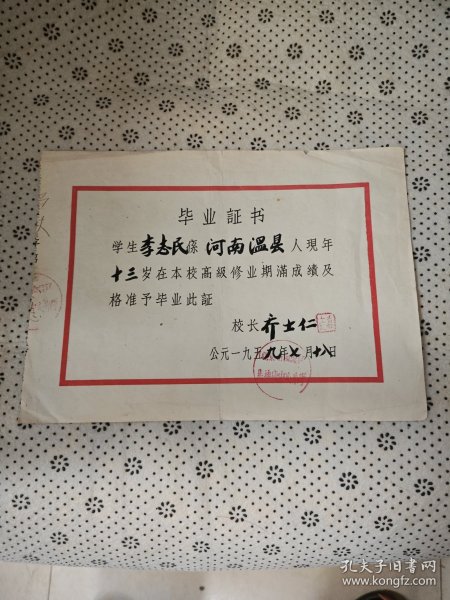 毕业証书
学生李志民係河南温县人現年
十三岁在本校高級修业期滿成績及
格准予毕业此証
校长乔士仁
公元一九五九年七月十八日
孔夫子旧书网
www.kongfz.com